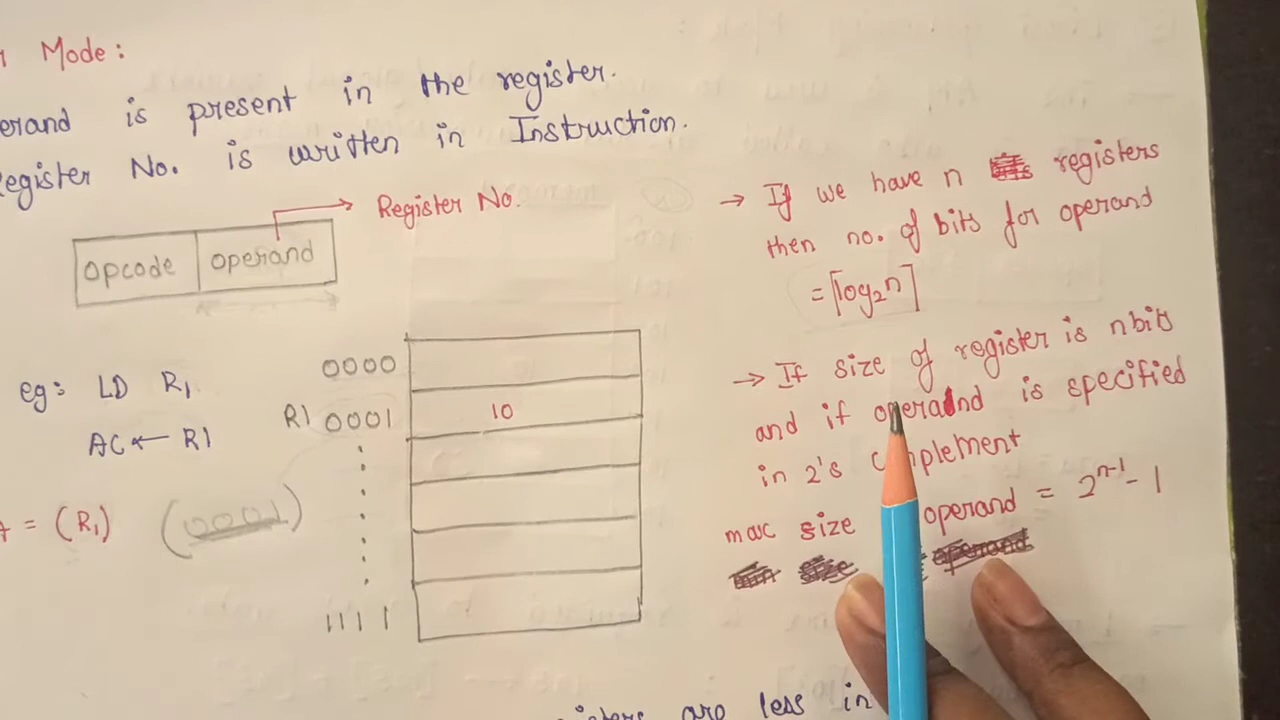 Mode:
is present in the register.
No. is written in Instruction.
Register No.
opcode operand
eg: LD R1
AC ← R1
= (R1) (0001)
0000
R1 0001 10
1111
→ If we have n registers
then no. of bits for operand
= ⌈log₂n⌉
→ If size of register is nbits
and if operand is specified
in 2's complement
max size operand = 2ⁿ⁻¹ - 1
are less in